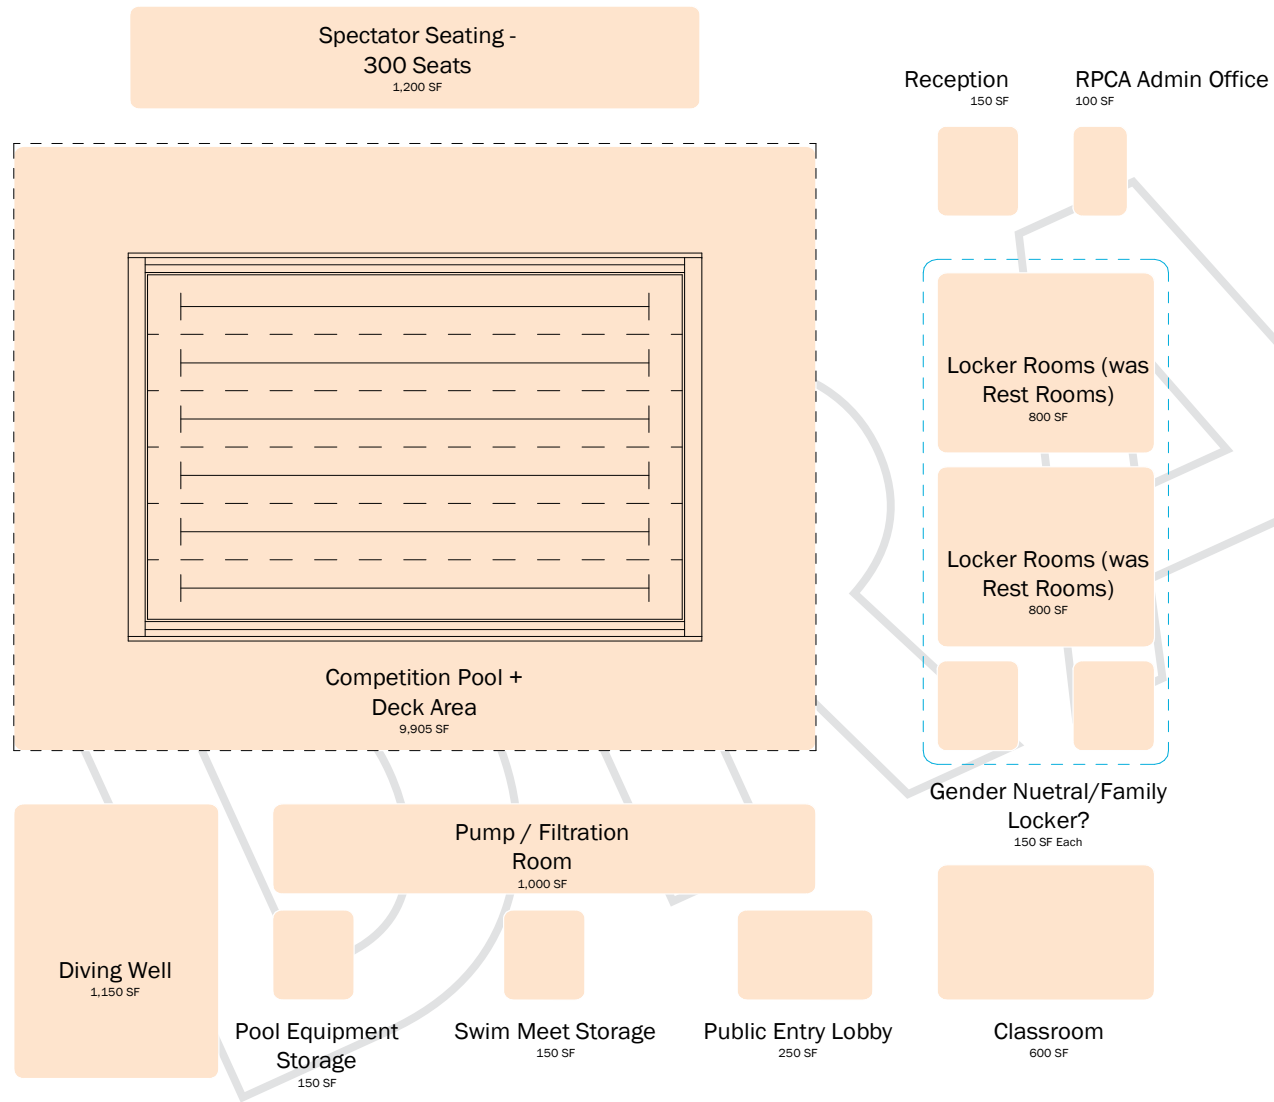 Spectator Seating -
300 Seats
1,200 SF
Reception
150 SF
RPCA Admin Office
100 SF
Locker Rooms (was
Rest Rooms)
800 SF
Locker Rooms (was
Rest Rooms)
800 SF
Competition Pool +
Deck Area
9,905 SF
Gender Nuetral/Family
Locker?
150 SF Each
Pump / Filtration
Room
1,000 SF
Diving Well
1,150 SF
Pool Equipment
Storage
150 SF
Swim Meet Storage
150 SF
Public Entry Lobby
250 SF
Classroom
600 SF